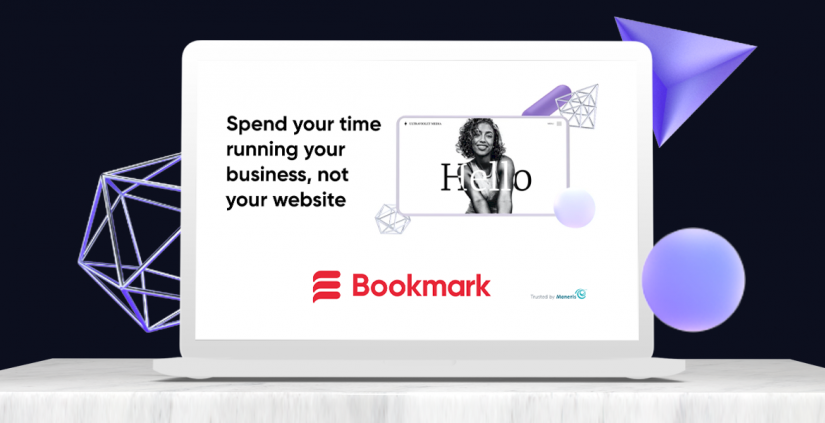 Spend your time
running your
business, not
your website
Hello
Bookmark
Trusted by